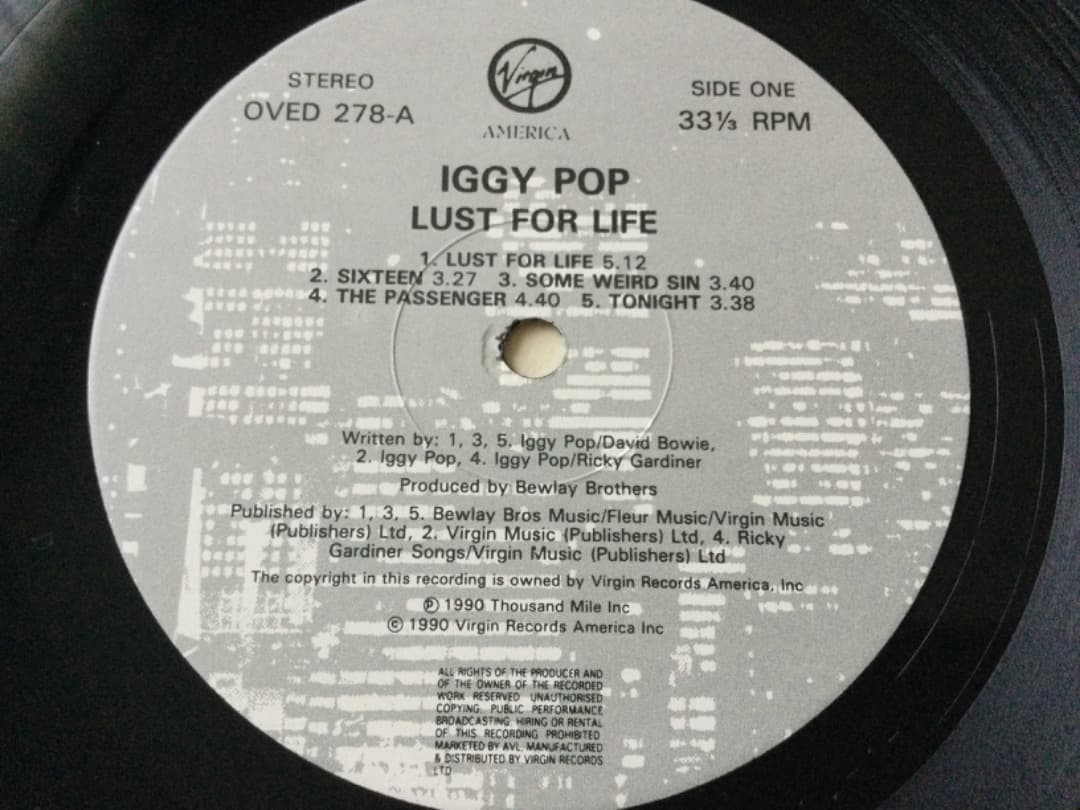 STEREO
OVED 278-A
Virgin
AMERICA
SIDE ONE
33⅓ RPM
IGGY POP
LUST FOR LIFE
1. LUST FOR LIFE 5.12
2. SIXTEEN 3.27 3. SOME WEIRD SIN 3.40
4. THE PASSENGER 4.40 5. TONIGHT 3.38
Written by: 1, 3, 5. Iggy Pop/David Bowie,
2. Iggy Pop, 4. Iggy Pop/Ricky Gardiner
Produced by Bewlay Brothers
Published by: 1, 3, 5. Bewlay Bros Music/Fleur Music/Virgin Music
(Publishers) Ltd, 2. Virgin Music (Publishers) Ltd, 4. Ricky
Gardiner Songs/Virgin Music (Publishers) Ltd
The copyright in this recording is owned by Virgin Records America, Inc
℗ 1990 Thousand Mile Inc
© 1990 Virgin Records America Inc
ALL RIGHTS OF THE PRODUCER AND
OF THE OWNER OF THE RECORDED
WORK RESERVED UNAUTHORISED
COPYING, PUBLIC PERFORMANCE
BROADCASTING, HIRING OR RENTAL
OF THIS RECORDING PROHIBITED
MARKETED BY AVL, MANUFACTURED
& DISTRIBUTED BY VIRGIN RECORDS
LTD